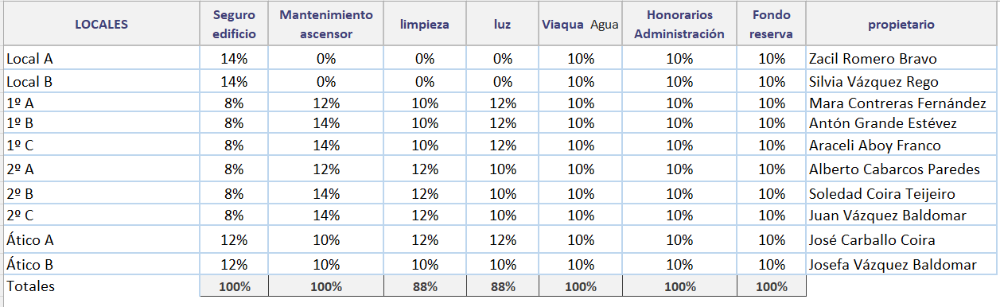 LOCALES Seguro edificio Mantenimiento ascensor limpieza luz Viaqua Agua Honorarios Administración Fondo reserva propietario
Local A 14% 0% 0% 0% 10% 10% 10% Zacil Romero Bravo
Local B 14% 0% 0% 0% 10% 10% 10% Silvia Vázquez Rego
1º A 8% 12% 10% 12% 10% 10% 10% Mara Contreras Fernández
1º B 8% 14% 10% 12% 10% 10% 10% Antón Grande Estévez
1º C 8% 14% 10% 12% 10% 10% 10% Araceli Aboy Franco
2º A 8% 12% 12% 10% 10% 10% 10% Alberto Cabarcos Paredes
2º B 8% 14% 12% 10% 10% 10% 10% Soledad Coira Teijeiro
2º C 8% 14% 12% 10% 10% 10% 10% Juan Vázquez Baldomar
Ático A 12% 10% 12% 12% 10% 10% 10% José Carballo Coira
Ático B 12% 10% 10% 10% 10% 10% 10% Josefa Vázquez Baldomar
Totales 100% 100% 88% 88% 100% 100% 100%